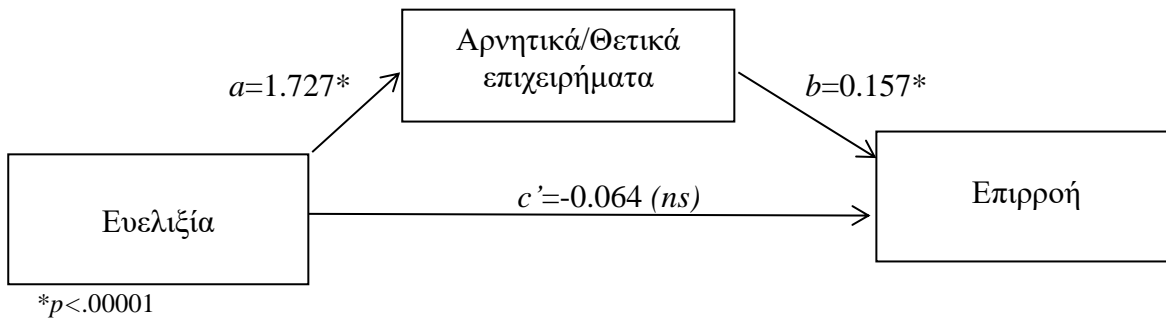 Αρνητικά/Θετικά
επιχειρήματα
a=1.727*
b=0.157*
Ευελιξία
c’=-0.064 (ns)
Επιρροή
*p<.00001